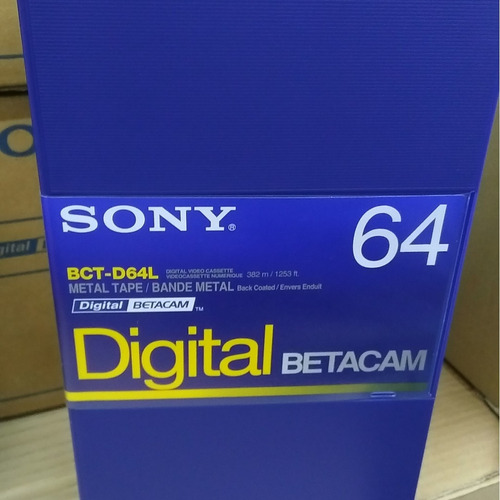 SONY® 64
BCT-D64L DIGITAL VIDEO CASSETTE
VIDEOCASSETTE NUMERIQUE 382 m / 1253 ft.
METAL TAPE / BANDE METAL Back Coated / Envers Enduit
Digital BETACAM ™
Digital BETACAM